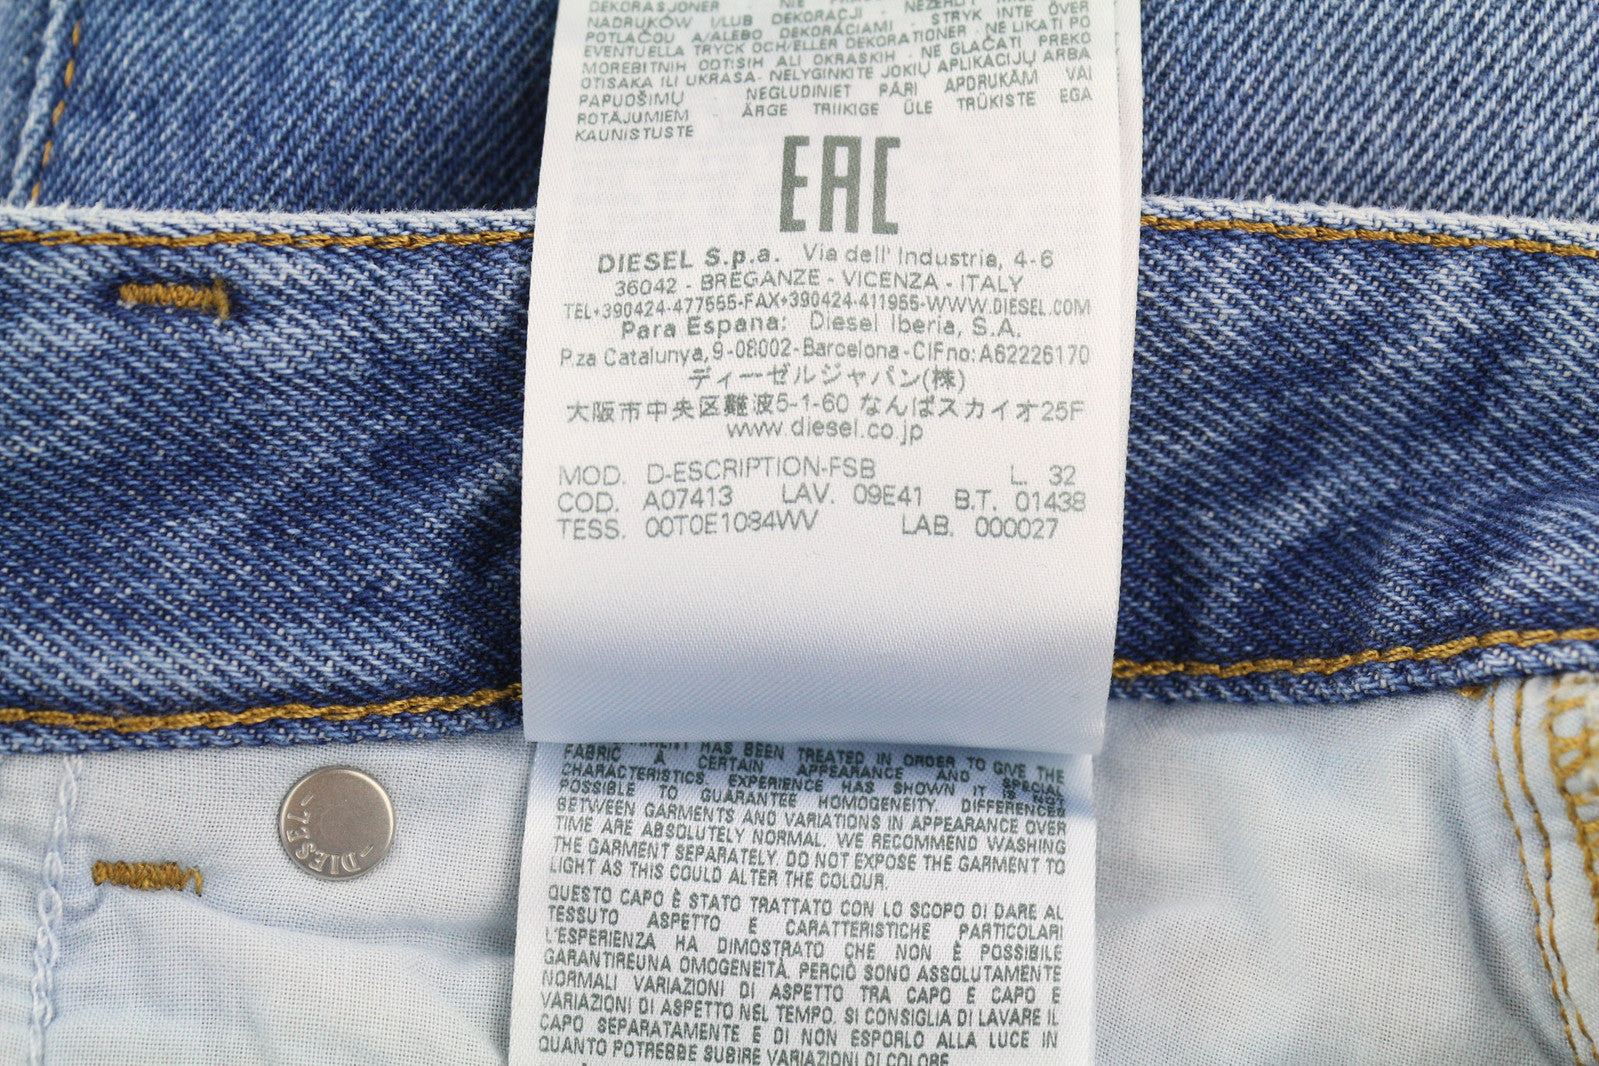 DEKORASJONER - NIE
NADRUKÓW I/LUB DEKORACJI - STRYK INTE ÖVER
POTLAČOU A/ALEBO DEKORÁCIAMI - NE LIKATI PO
EVENTUELLA TRYCK OCH/ELLER DEKORATIONER - NE GLAČATI PREKO
MOREBITNIH ODTISIH ALI OKRASKIH -
OTISAKA ILI UKRASA- NELYGINKITE JOKIŲ APLIKACIJŲ ARBA
PAPUOŠIMŲ NEGLUDINIET PĀRI APDRUKĀM VAI
ROTĀJUMIEM - ÄRGE TRIIKIGE ÜLE TRÜKISTE EGA
KAUNISTUSTE
EAC
DIESEL S.p.a. Via dell' Industria, 4-6
36042 - BREGANZE - VICENZA - ITALY
TEL+390424-477555-FAX+390424-411955-WWW.DIESEL.COM
Para Espana: Diesel Iberia, S.A.
P.za Catalunya, 9-08002-Barcelona-CIFno:A62226170
ディーゼルジャパン(株)
大阪市中央区難波5-1-60 なんばスカイオ25F
www.diesel.co.jp
MOD. D-ESCRIPTION-FSB L. 32
COD. A07413 LAV. 09E41 B.T. 01438
TESS. 00T0E1084WV LAB. 000027
HAS BEEN TREATED IN ORDER TO GIVE THE
FABRIC A CERTAIN APPEARANCE AND SPECIAL
CHARACTERISTICS. EXPERIENCE HAS SHOWN IT IS NOT
POSSIBLE TO GUARANTEE HOMOGENEITY. DIFFERENCES
BETWEEN GARMENTS AND VARIATIONS IN APPEARANCE OVER
TIME ARE ABSOLUTELY NORMAL. WE RECOMMEND WASHING
THE GARMENT SEPARATELY. DO NOT EXPOSE THE GARMENT TO
LIGHT AS THIS COULD ALTER THE COLOUR.
QUESTO CAPO È STATO TRATTATO CON LO SCOPO DI DARE AL
TESSUTO ASPETTO E CARATTERISTICHE PARTICOLARI
L'ESPERIENZA HA DIMOSTRATO CHE NON È POSSIBILE
GARANTIREUNA OMOGENEITÀ, PERCIÒ SONO ASSOLUTAMENTE
NORMALI VARIAZIONI DI ASPETTO TRA CAPO E CAPO E
VARIAZIONI DI ASPETTO NEL TEMPO. SI CONSIGLIA DI LAVARE IL
CAPO SEPARATAMENTE E DI NON ESPORLO ALLA LUCE IN
QUANTO POTREBBE SUBIRE VARIAZIONI DI COLORE
-DIES 73-